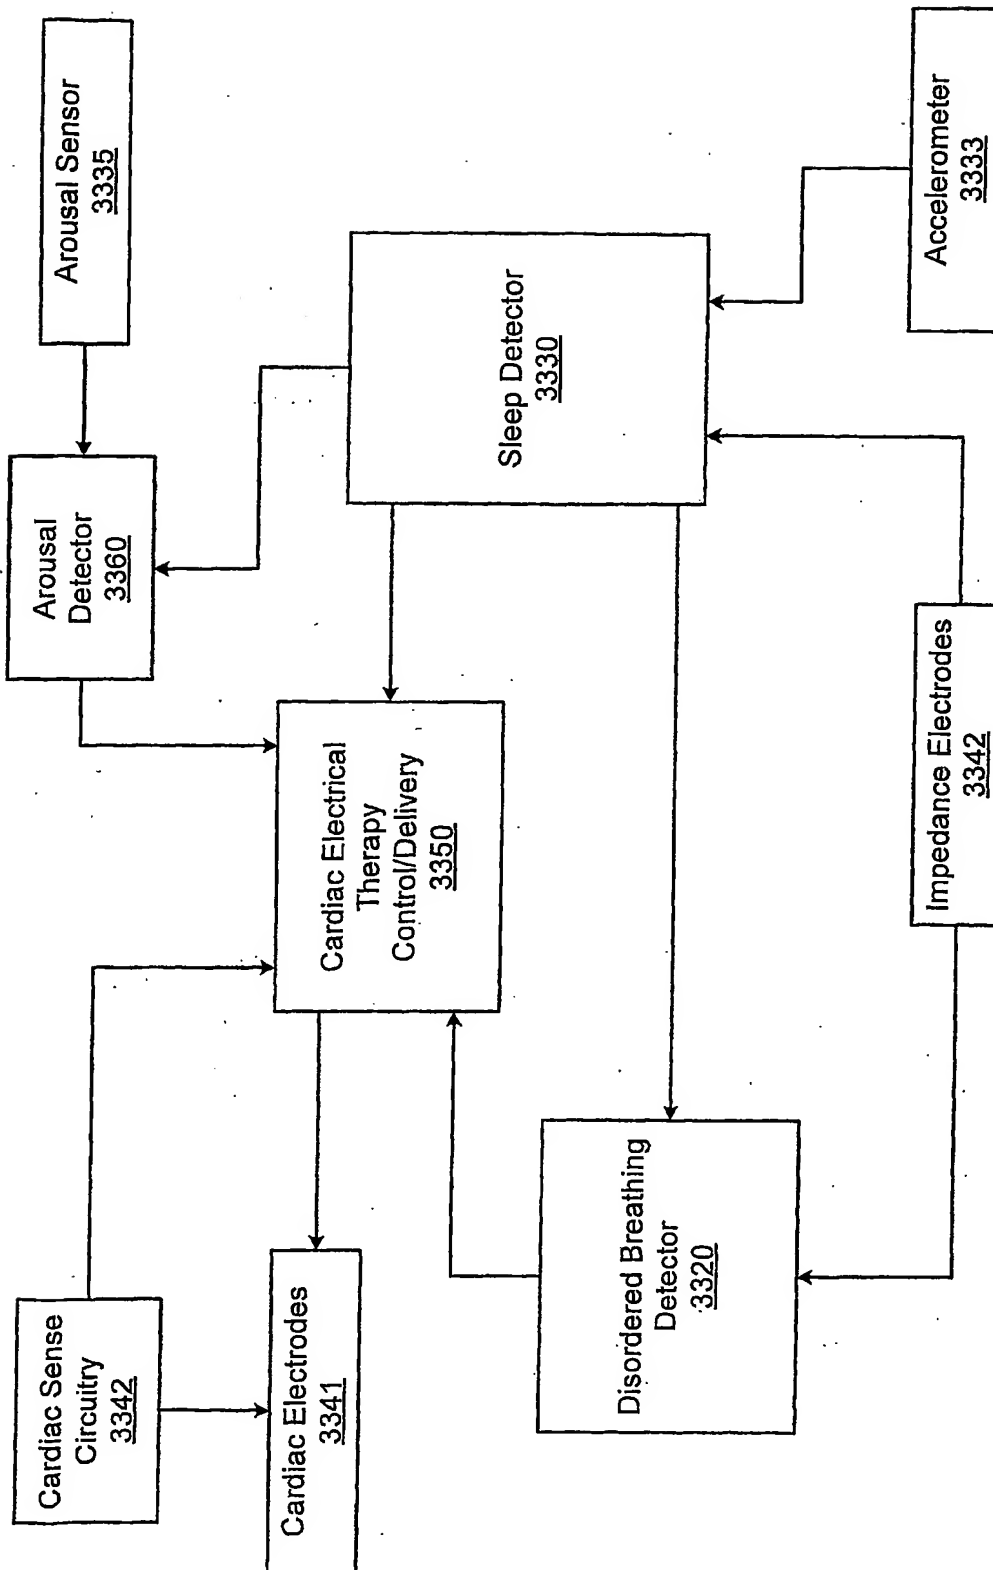 Cardiac Sense
Circuitry
3342
Arousal
Detector
3360
Arousal Sensor
3335
Cardiac Electrodes
3341
Cardiac Electrical
Therapy
Control/Delivery
3350
Sleep Detector
3330
Disordered Breathing
Detector
3320
Impedance Electrodes
3342
Accelerometer
3333